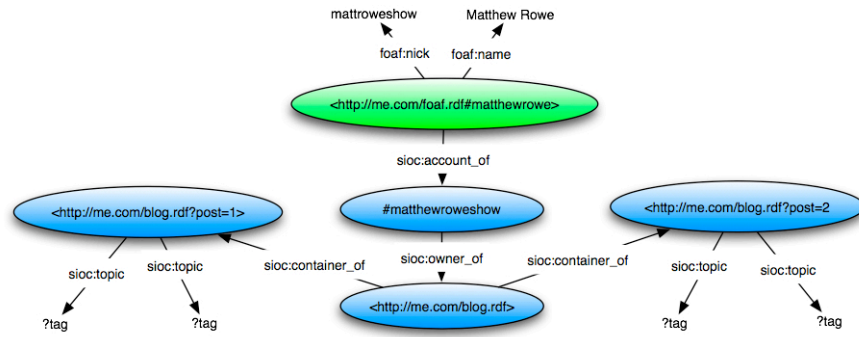 mattroweshow
Matthew Rowe
foaf:nick
foaf:name
<http://me.com/foaf.rdf#matthewrowe>
sioc:account_of
<http://me.com/blog.rdf?post=1>
#matthewroweshow
<http://me.com/blog.rdf?post=2
sioc:topic
sioc:topic
sioc:container_of
sioc:owner_of
sioc:container_of
sioc:topic
sioc:topic
?tag
?tag
<http://me.com/blog.rdf>
?tag
?tag